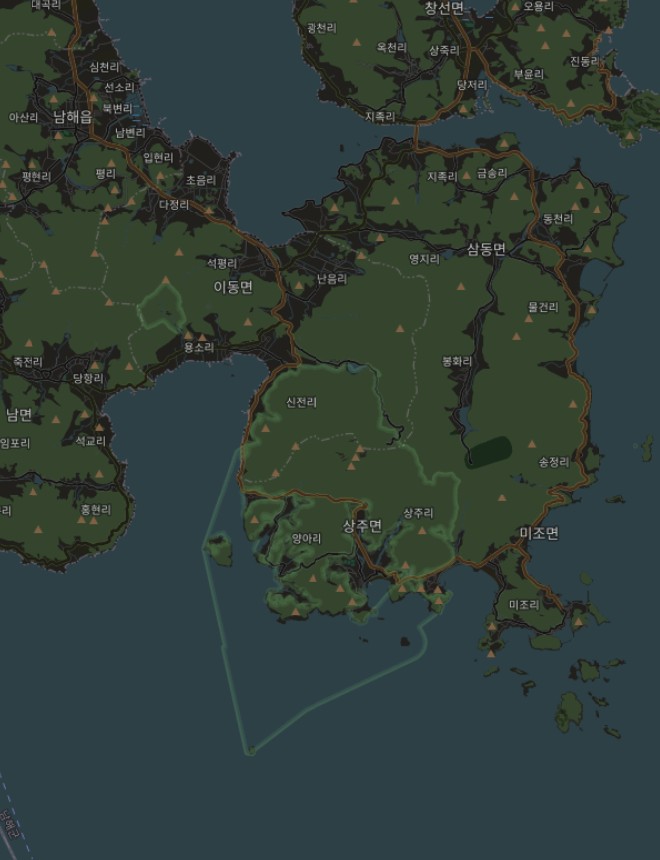 대곡리
창선면
오용리
광천리
옥천리
상죽리
진동리
심천리
부윤리
선소리
당저리
북변리
아산리
남해읍
지족리
남변리
입현리
평현리
평리
초음리
지족리
금송리
다정리
동천리
삼동면
석평리
영지리
난음리
이동면
물건리
용소리
죽전리
봉화리
당항리
신전리
남면
임포리
석교리
송정리
리
홍현리
상주리
상주면
양아리
미조면
미조리
남해군